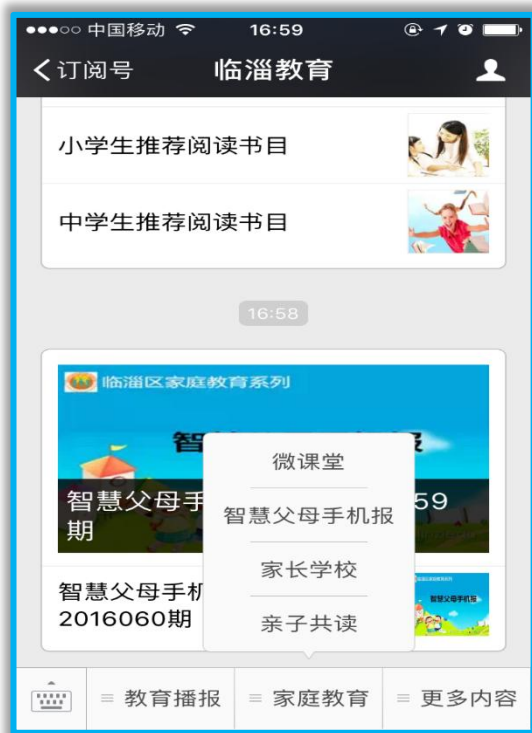 中国移动
16:59
订阅号
临淄教育
小学生推荐阅读书目
中学生推荐阅读书目
16:58
临淄区家庭教育系列
智
报
智慧父母手
59
期
智慧父母手机
2016060期
智慧父母手机报
微课堂
智慧父母手机报
家长学校
亲子共读
教育播报
家庭教育
更多内容